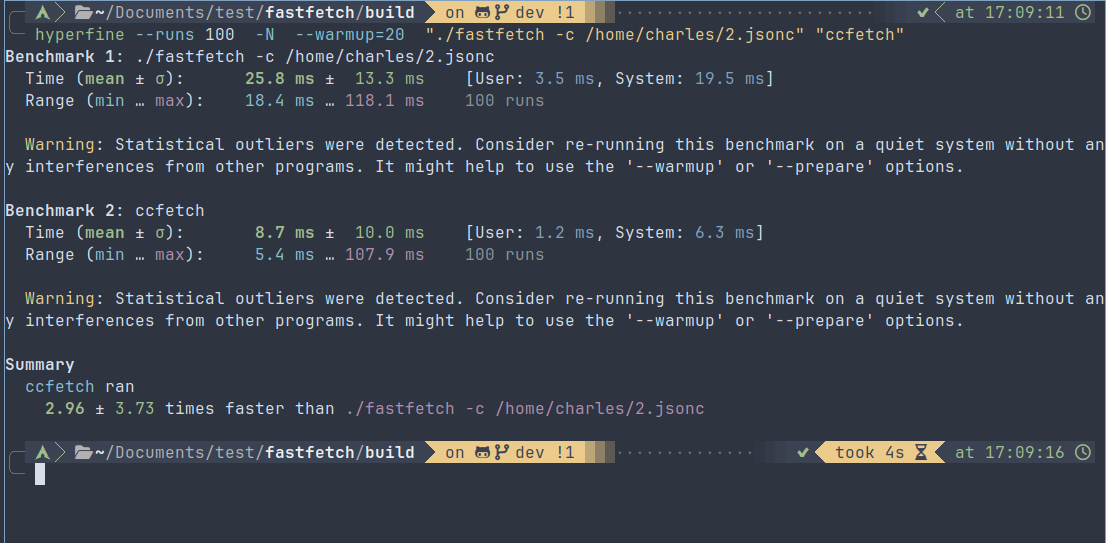 ~/Documents/test/fastfetch/build on dev !1 at 17:09:11
hyperfine --runs 100 -N --warmup=20 "./fastfetch -c /home/charles/2.jsonc" "ccfetch"
Benchmark 1: ./fastfetch -c /home/charles/2.jsonc
Time (mean ± σ): 25.8 ms ± 13.3 ms [User: 3.5 ms, System: 19.5 ms]
Range (min … max): 18.4 ms … 118.1 ms 100 runs
Warning: Statistical outliers were detected. Consider re-running this benchmark on a quiet system without an
y interferences from other programs. It might help to use the '--warmup' or '--prepare' options.
Benchmark 2: ccfetch
Time (mean ± σ): 8.7 ms ± 10.0 ms [User: 1.2 ms, System: 6.3 ms]
Range (min … max): 5.4 ms … 107.9 ms 100 runs
Warning: Statistical outliers were detected. Consider re-running this benchmark on a quiet system without an
y interferences from other programs. It might help to use the '--warmup' or '--prepare' options.
Summary
ccfetch ran
2.96 ± 3.73 times faster than ./fastfetch -c /home/charles/2.jsonc
~/Documents/test/fastfetch/build on dev !1 took 4s at 17:09:16